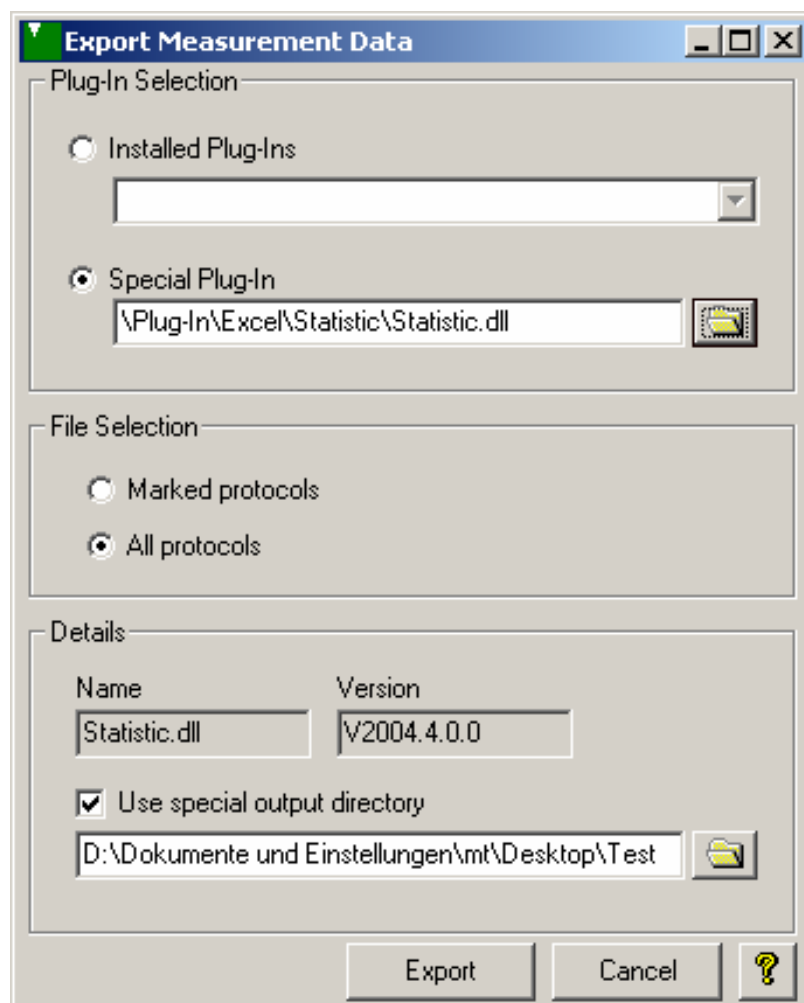 Export Measurement Data
Plug-In Selection
Installed Plug-Ins
Special Plug-In
\Plug-In\Excel\Statistic\Statistic.dll
File Selection
Marked protocols
All protocols
Details
Name Version
Statistic.dll V2004.4.0.0
Use special output directory
D:\Dokumente und Einstellungen\mt\Desktop\Test
Export Cancel ?